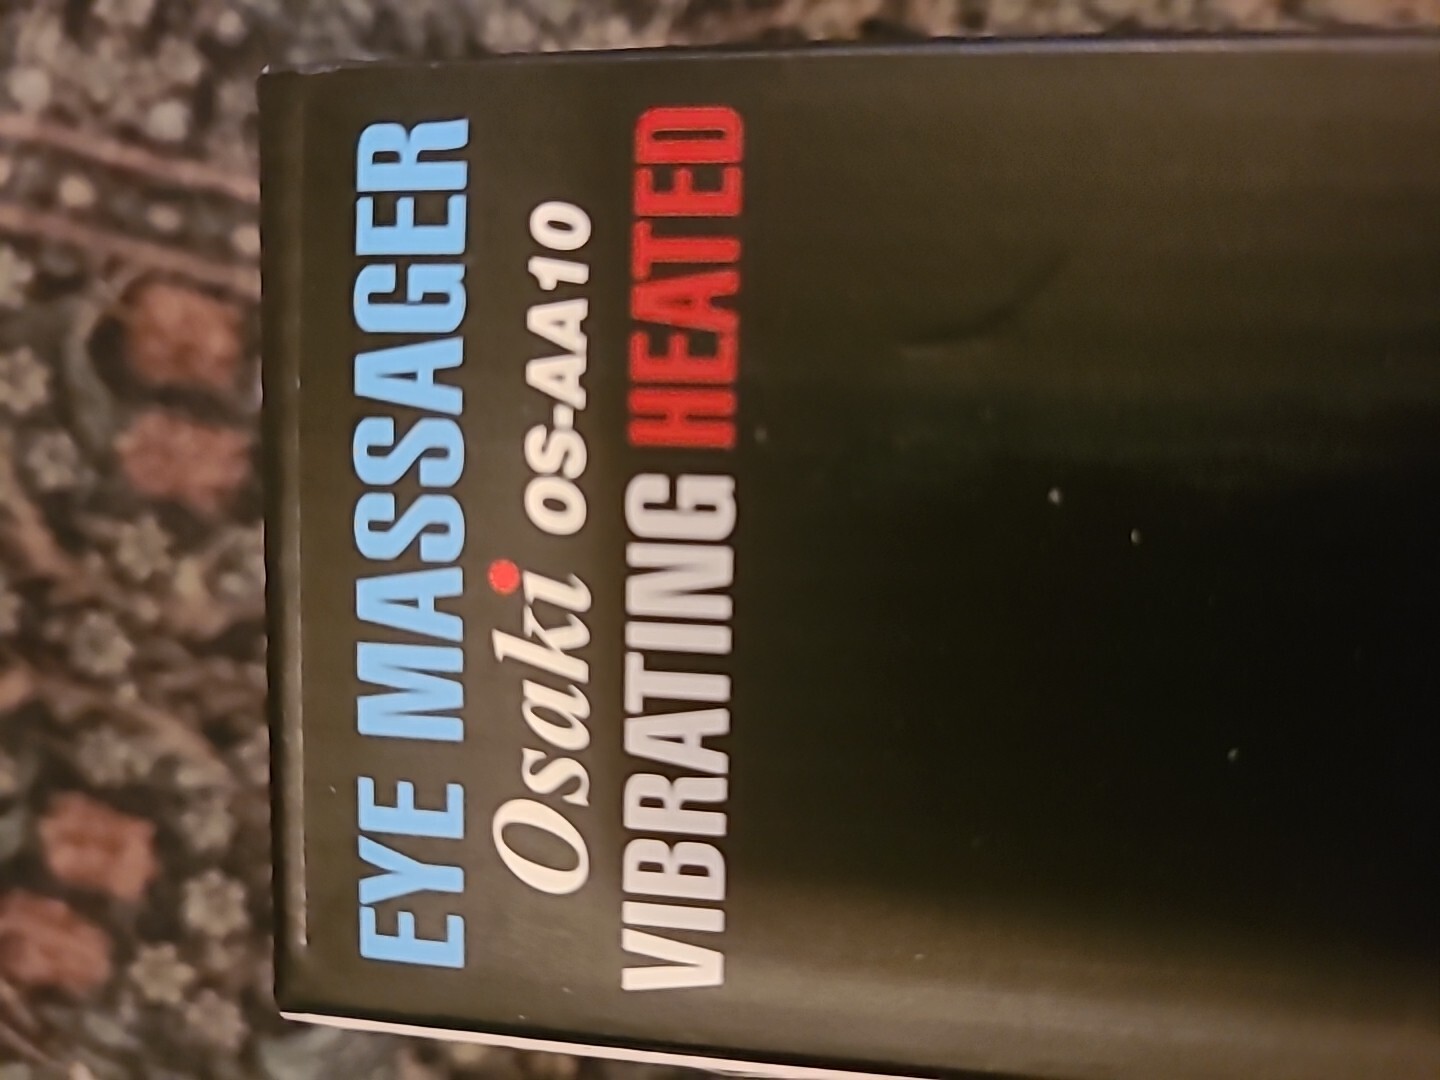 EYE MASSAGER
Osaki OS-AA10
VIBRATING HEATED